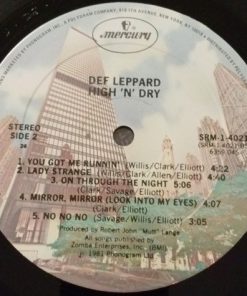 mercury
DEF LEPPARD
HIGH 'N' DRY
STEREO
SIDE 2
SRM-1-4021
1. YOU GOT ME RUNNIN' (Willis/Clark/Elliott) 4:22
2. LADY STRANGE (Willis/Clark/Allen/Elliott) 4:40
3. ON THROUGH THE NIGHT 5:06
(Clark/Savage/Elliott)
4. MIRROR, MIRROR (LOOK INTO MY EYES) 4:03
(Clark/Elliott)
5. NO NO NO (Savage/Willis/Elliott) 3:05
Produced by Robert John "Mutt" Lange
All songs published by
Zomba Enterprises, Inc. (BMI)
℗ 1981 Phonogram Ltd.